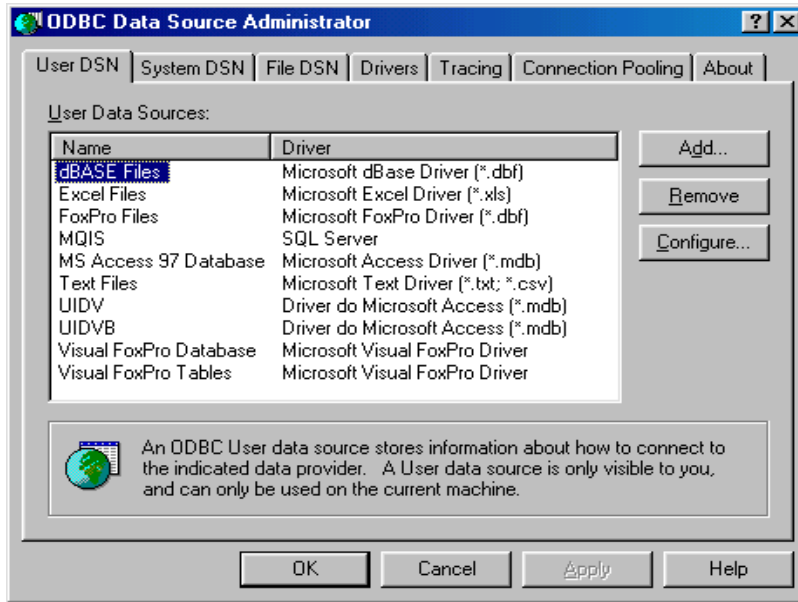 ODBC Data Source Administrator
User DSN System DSN File DSN Drivers Tracing Connection Pooling About
User Data Sources:
Name Driver
dBASE Files Microsoft dBase Driver (*.dbf)
Excel Files Microsoft Excel Driver (*.xls)
FoxPro Files Microsoft FoxPro Driver (*.dbf)
MQIS SQL Server
MS Access 97 Database Microsoft Access Driver (*.mdb)
Text Files Microsoft Text Driver (*.txt; *.csv)
UIDV Driver do Microsoft Access (*.mdb)
UIDVB Driver do Microsoft Access (*.mdb)
Visual FoxPro Database Microsoft Visual FoxPro Driver
Visual FoxPro Tables Microsoft Visual FoxPro Driver
Add...
Remove
Configure...
An ODBC User data source stores information about how to connect to
the indicated data provider. A User data source is only visible to you,
and can only be used on the current machine.
OK Cancel Apply Help